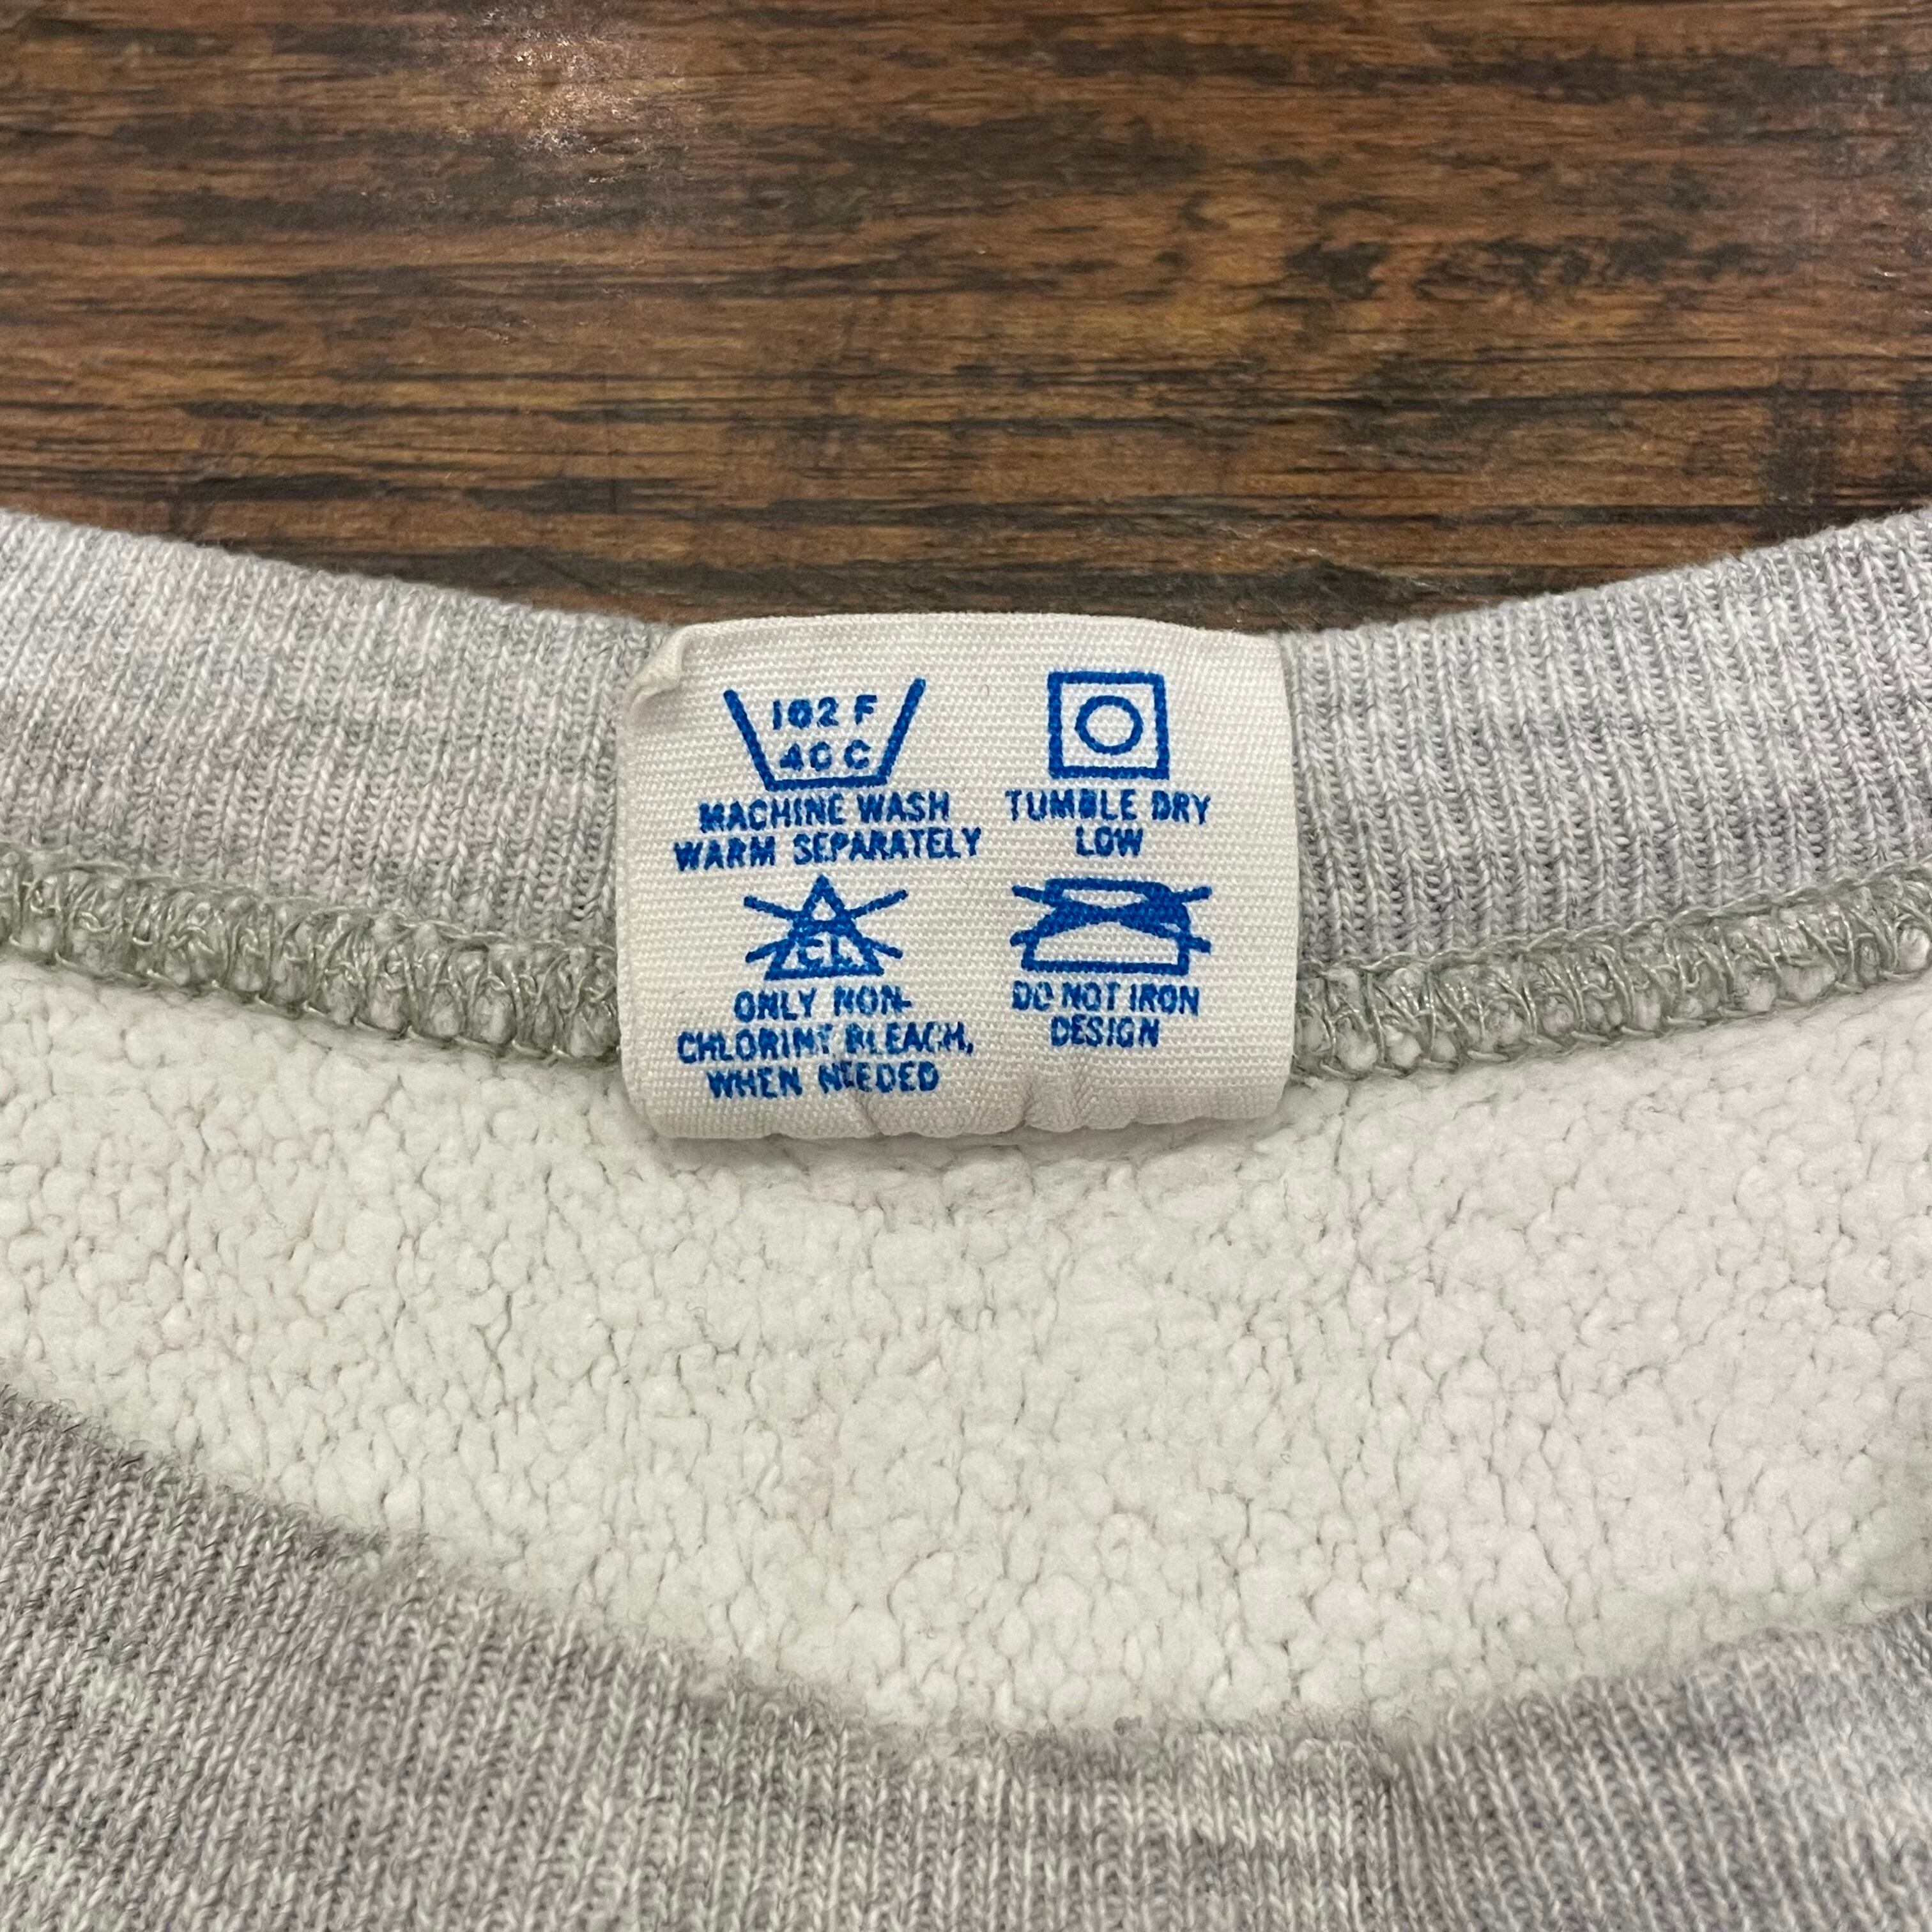 102 F
40 C
MACHINE WASH
WARM SEPARATELY
TUMBLE DRY
LOW
CL
ONLY NON-
CHLORINE BLEACH,
WHEN NEEDED
DO NOT IRON
DESIGN